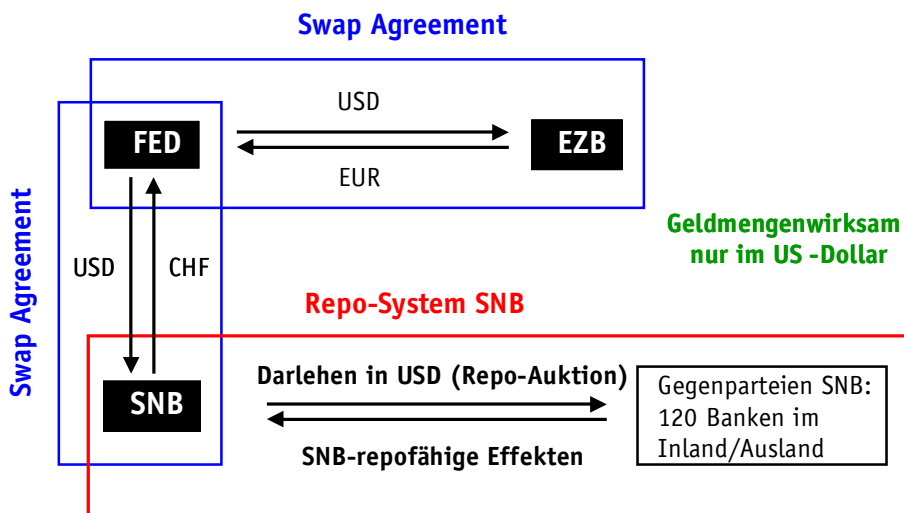 Swap Agreement
USD
FED
EZB
EUR
Swap Agreement
Geldmengenwirksam
nur im US -Dollar
USD
CHF
Repo-System SNB
Darlehen in USD (Repo-Auktion)
SNB
SNB-repofähige Effekten
Gegenparteien SNB:
120 Banken im
Inland/Ausland